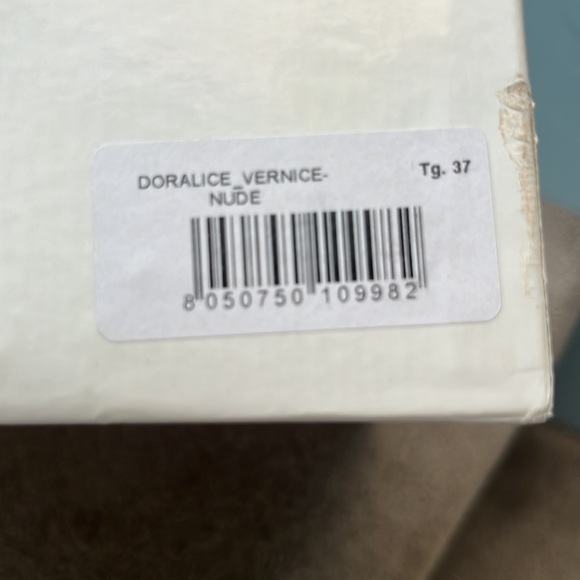 DORALICE_VERNICE-
NUDE
Tg. 37
8 050750 109982